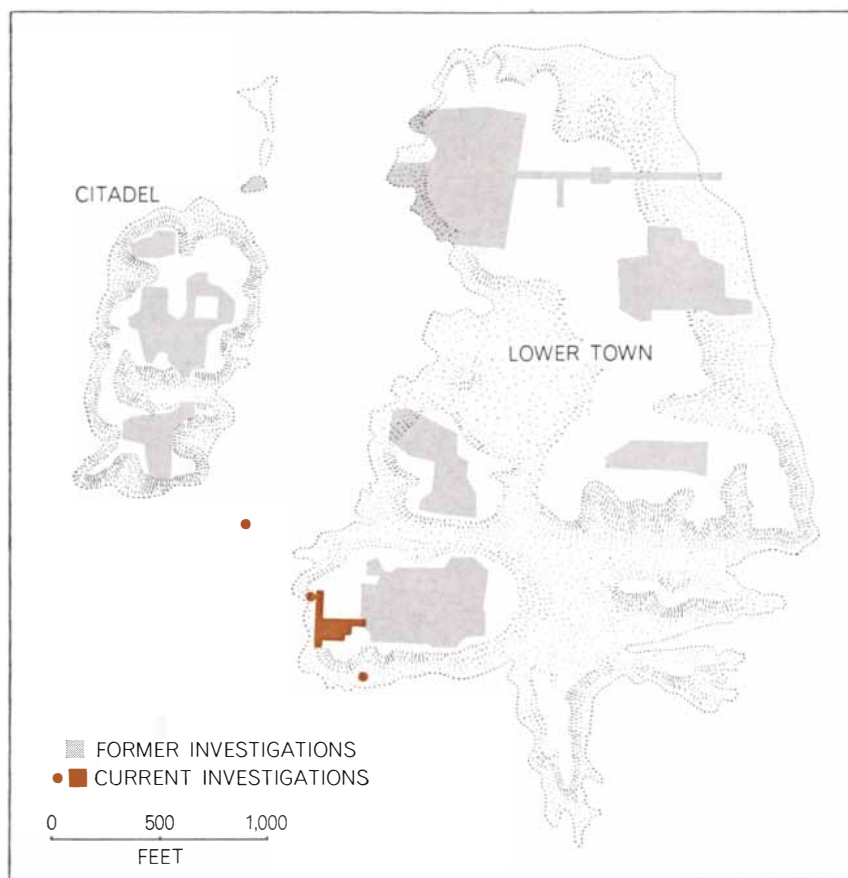 CITADEL
LOWER TOWN
FORMER INVESTIGATIONS
CURRENT INVESTIGATIONS
0 500 1,000
FEET